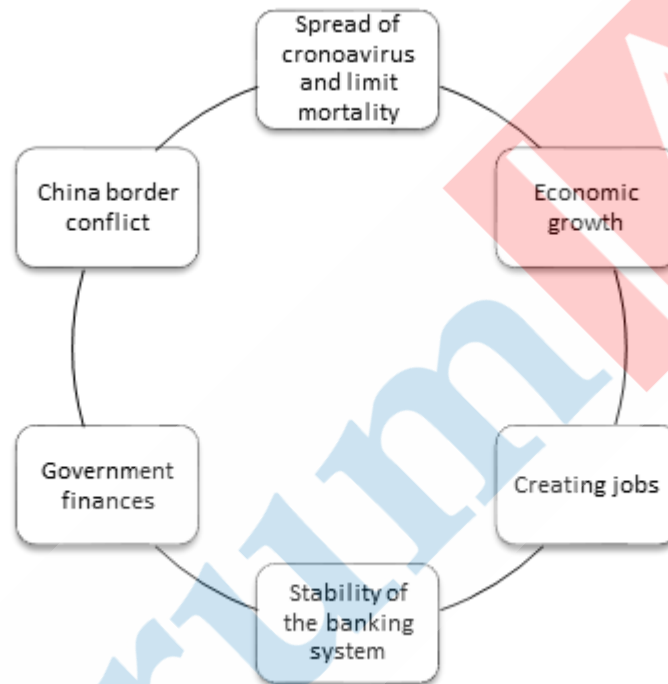 Spread of
cronoavirus
and limit
mortality
Economic
growth
Creating jobs
Stability of
the banking
system
Government
finances
China border
conflict
rum